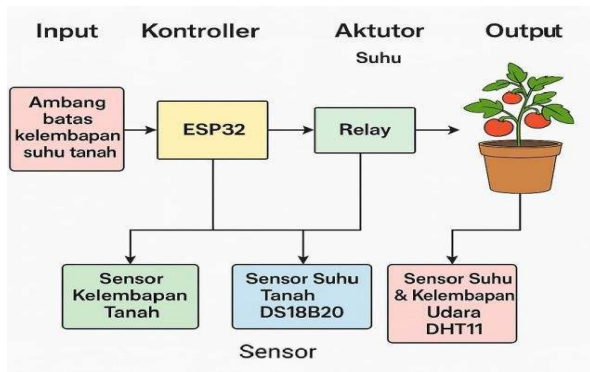 Input Kontroller Aktutor Output
Suhu
Ambang
batas
kelembapan
suhu tanah
ESP32
Relay
Sensor
Kelembapan
Tanah
Sensor Suhu
Tanah
DS18B20
Sensor Suhu
& Kelembapan
Udara
DHT11
Sensor